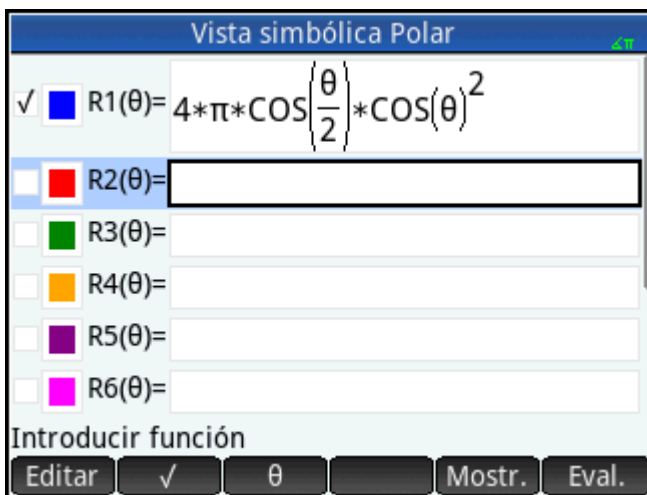 Vista simbólica Polar
∡π
√ R1(θ)= 4*π*COS(θ/2)*COS(θ)^2
R2(θ)=
R3(θ)=
R4(θ)=
R5(θ)=
R6(θ)=
Introducir función
Editar √ θ Mostr. Eval.